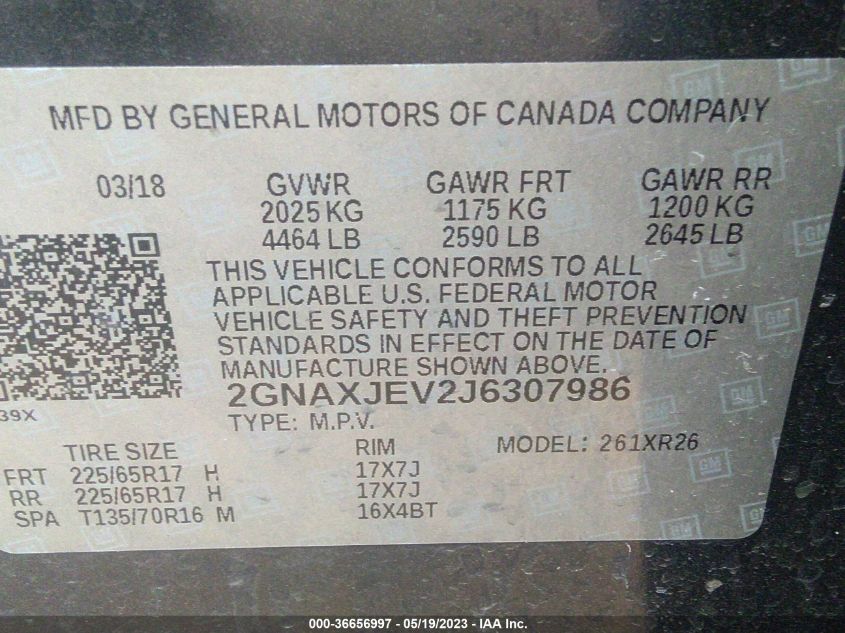 MFD BY GENERAL MOTORS OF CANADA COMPANY
03/18 GVWR GAWR FRT GAWR RR
2025 KG 1175 KG 1200 KG
4464 LB 2590 LB 2645 LB
THIS VEHICLE CONFORMS TO ALL
APPLICABLE U.S. FEDERAL MOTOR
VEHICLE SAFETY AND THEFT PREVENTION
STANDARDS IN EFFECT ON THE DATE OF
MANUFACTURE SHOWN ABOVE.
2GNAXJEV2J6307986
39X
TYPE: M.P.V.
TIRE SIZE RIM MODEL: 261XR26
FRT 225/65R17 H 17X7J
RR 225/65R17 H 17X7J
SPA T135/70R16 M 16X4BT
GM
000-36656997 - 05/19/2023 - IAA Inc.